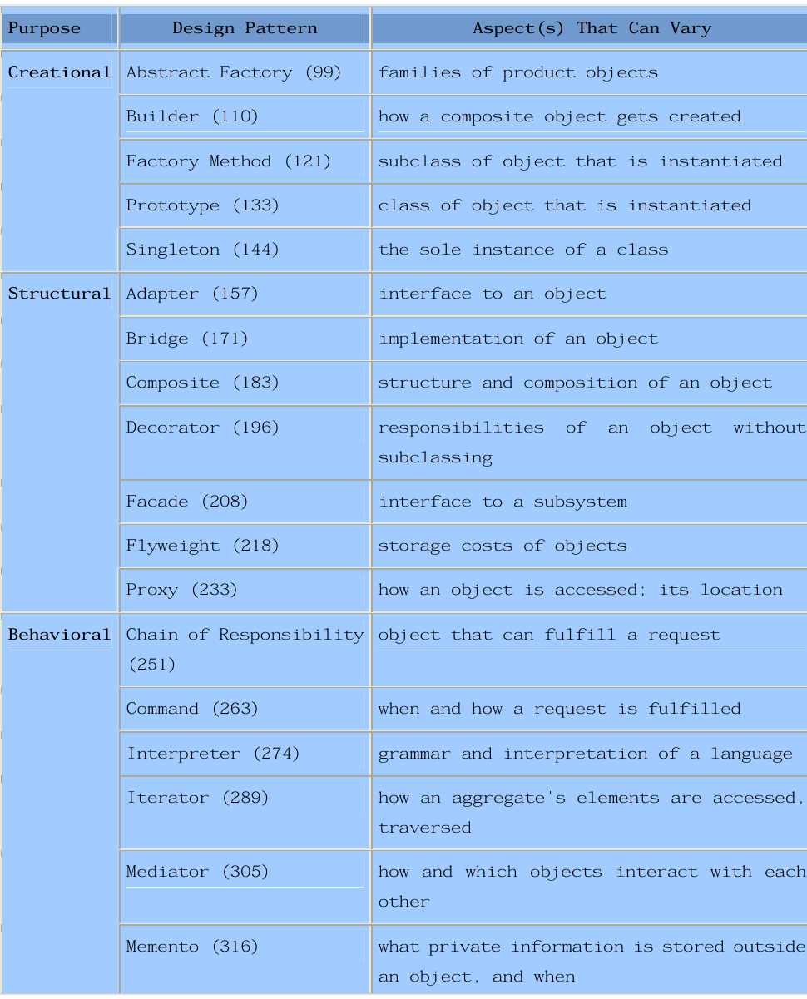 Purpose Design Pattern Aspect(s) That Can Vary
Creational Abstract Factory (99) families of product objects
Builder (110) how a composite object gets created
Factory Method (121) subclass of object that is instantiated
Prototype (133) class of object that is instantiated
Singleton (144) the sole instance of a class
Structural Adapter (157) interface to an object
Bridge (171) implementation of an object
Composite (183) structure and composition of an object
Decorator (196) responsibilities of an object without
subclassing
Facade (208) interface to a subsystem
Flyweight (218) storage costs of objects
Proxy (233) how an object is accessed; its location
Behavioral Chain of Responsibility object that can fulfill a request
(251)
Command (263) when and how a request is fulfilled
Interpreter (274) grammar and interpretation of a language
Iterator (289) how an aggregate's elements are accessed,
traversed
Mediator (305) how and which objects interact with each
other
Memento (316) what private information is stored outside
an object, and when